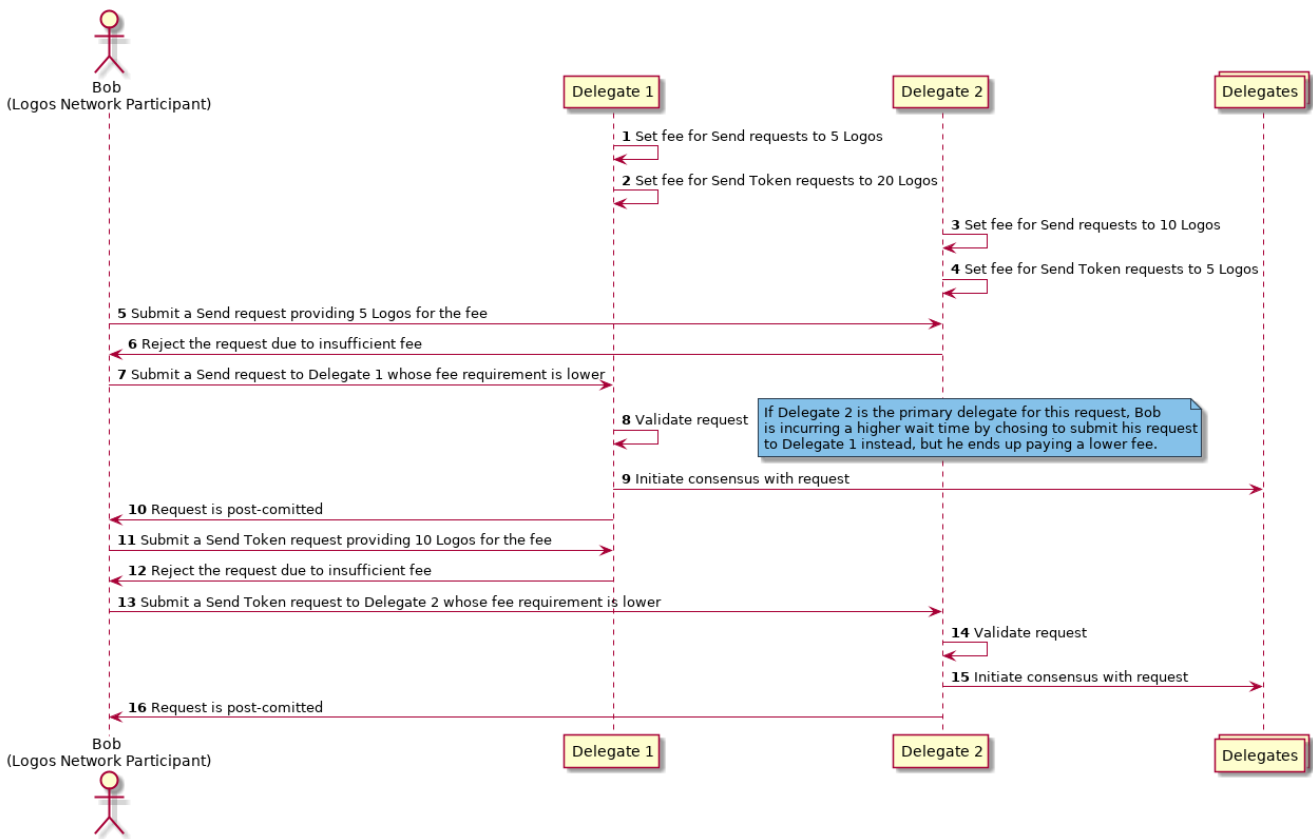 Bob
(Logos Network Participant)
Delegate 1
Delegate 2
Delegates
1 Set fee for Send requests to 5 Logos
2 Set fee for Send Token requests to 20 Logos
3 Set fee for Send requests to 10 Logos
4 Set fee for Send Token requests to 5 Logos
5 Submit a Send request providing 5 Logos for the fee
6 Reject the request due to insufficient fee
7 Submit a Send request to Delegate 1 whose fee requirement is lower
8 Validate request
If Delegate 2 is the primary delegate for this request, Bob
is incurring a higher wait time by chosing to submit his request
to Delegate 1 instead, but he ends up paying a lower fee.
9 Initiate consensus with request
10 Request is post-comitted
11 Submit a Send Token request providing 10 Logos for the fee
12 Reject the request due to insufficient fee
13 Submit a Send Token request to Delegate 2 whose fee requirement is lower
14 Validate request
15 Initiate consensus with request
16 Request is post-comitted
Bob
(Logos Network Participant)
Delegate 1
Delegate 2
Delegates